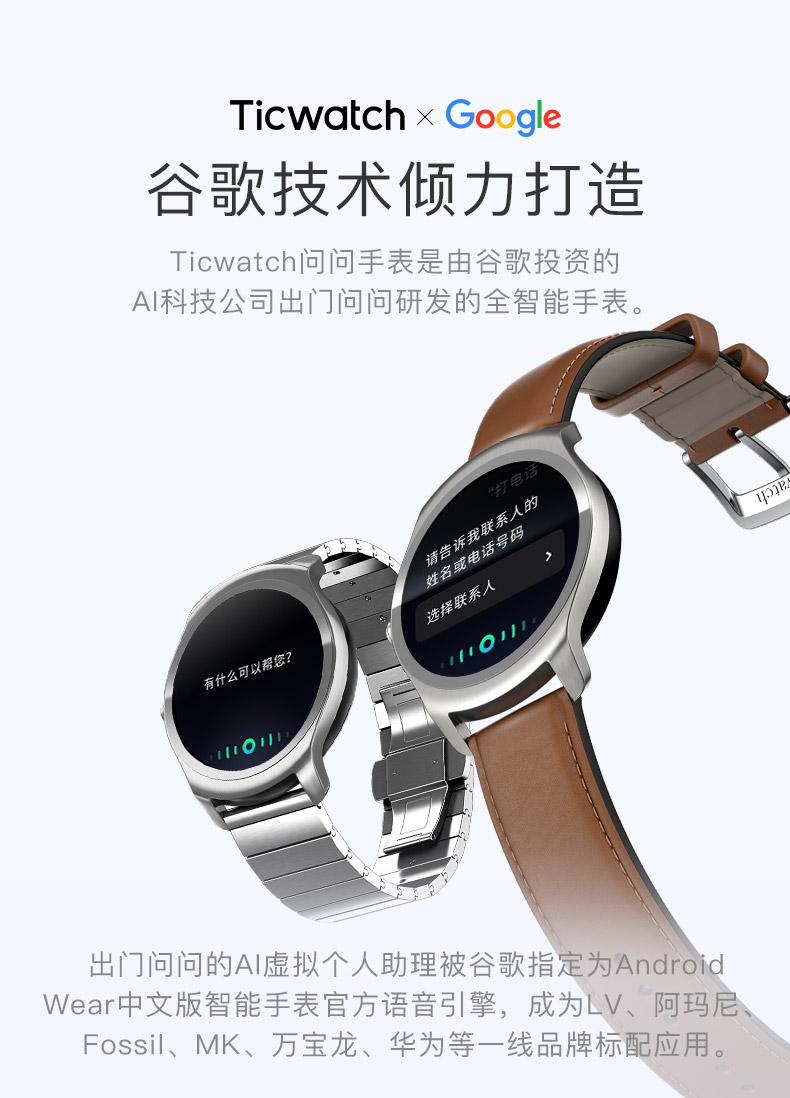 Ticwatch × Google
谷歌技术倾力打造
Ticwatch问问手表是由谷歌投资的
AI科技公司出门问问研发的全智能手表。
“打电话
请告诉我联系人的
姓名或电话号码
选择联系人
有什么可以帮您?
出门问问的AI虚拟个人助理被谷歌指定为Android
Wear中文版智能手表官方语音引擎，成为LV、阿玛尼、
Fossil、MK、万宝龙、华为等一线品牌标配应用。